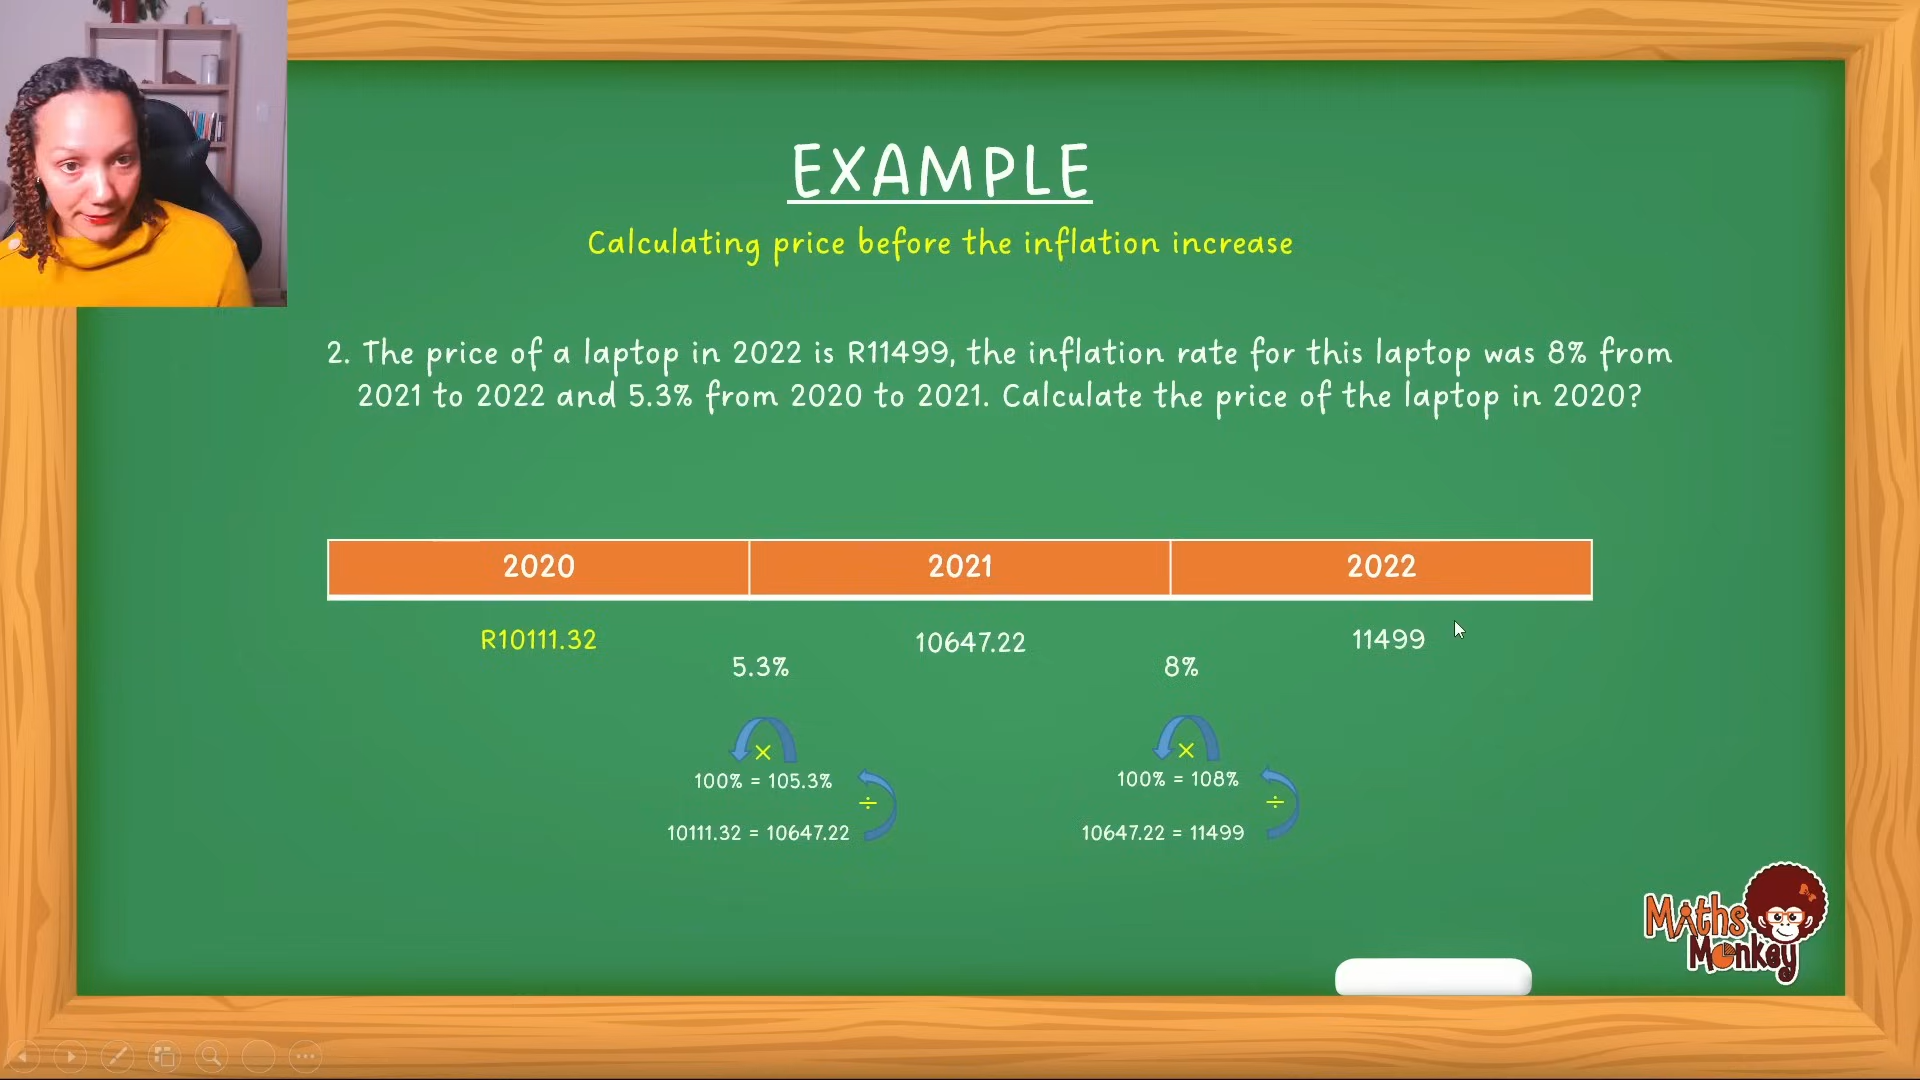 EXAMPLE
Calculating price before the inflation increase
2. The price of a laptop in 2022 is R11499, the inflation rate for this laptop was 8% from
2021 to 2022 and 5.3% from 2020 to 2021. Calculate the price of the laptop in 2020?
2020 2021 2022
R10111.32 10647.22 11499
5.3% 8%
× ×
100% = 105.3% 100% = 108%
÷ ÷
10111.32 = 10647.22 10647.22 = 11499
Maths
Monkey